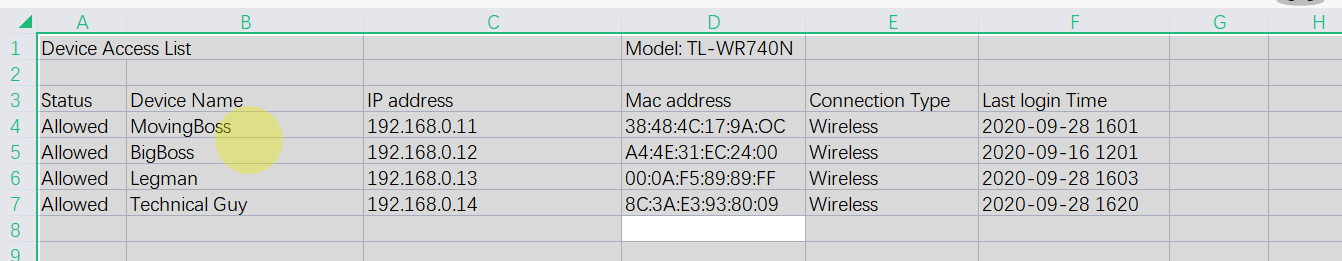 A B C D E F G H
1 Device Access List Model: TL-WR740N
2
3 Status Device Name IP address Mac address Connection Type Last login Time
4 Allowed MovingBoss 192.168.0.11 38:48:4C:17:9A:OC Wireless 2020-09-28 1601
5 Allowed BigBoss 192.168.0.12 A4:4E:31:EC:24:00 Wireless 2020-09-16 1201
6 Allowed Legman 192.168.0.13 00:0A:F5:89:89:FF Wireless 2020-09-28 1603
7 Allowed Technical Guy 192.168.0.14 8C:3A:E3:93:80:09 Wireless 2020-09-28 1620
8
9